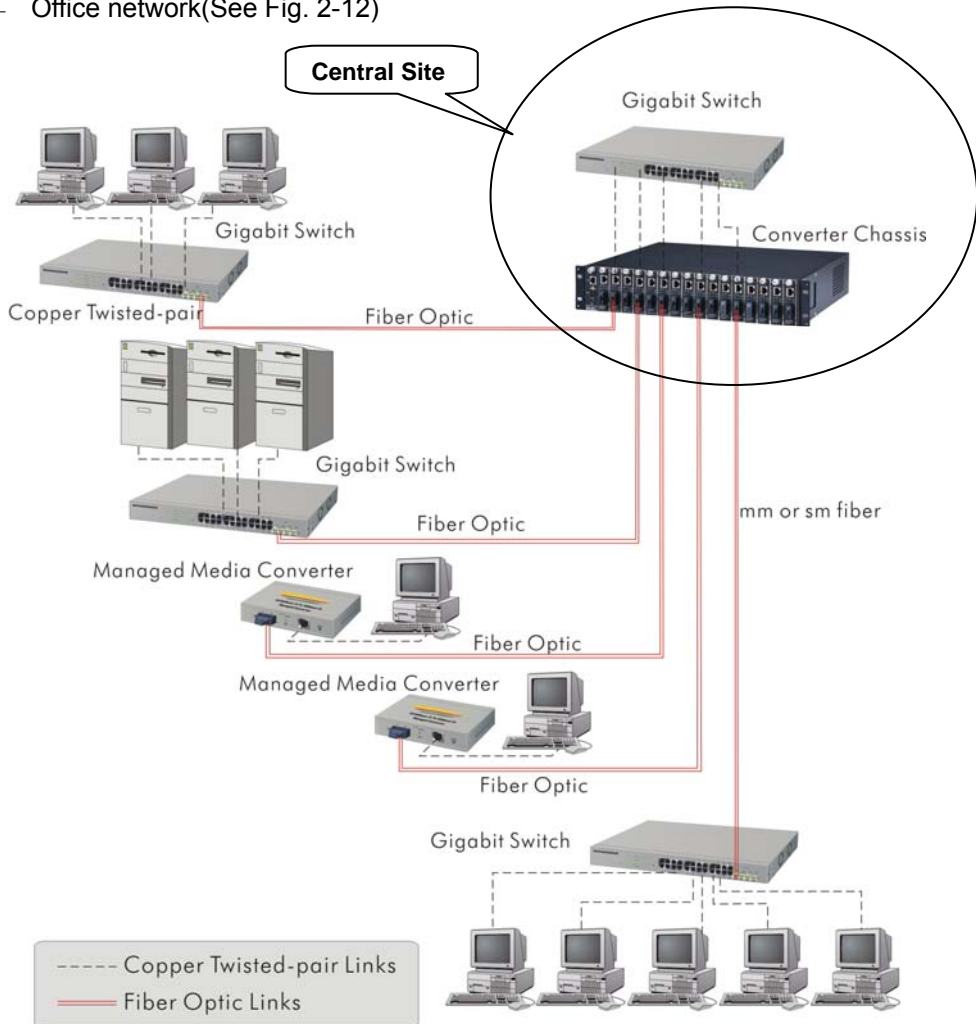 – Office network(See Fig. 2-12)
Central Site
Gigabit Switch
Converter Chassis
Gigabit Switch
Copper Twisted-pair
Fiber Optic
Gigabit Switch
Fiber Optic
mm or sm fiber
Managed Media Converter
Fiber Optic
Managed Media Converter
Fiber Optic
Gigabit Switch
Copper Twisted-pair Links
Fiber Optic Links